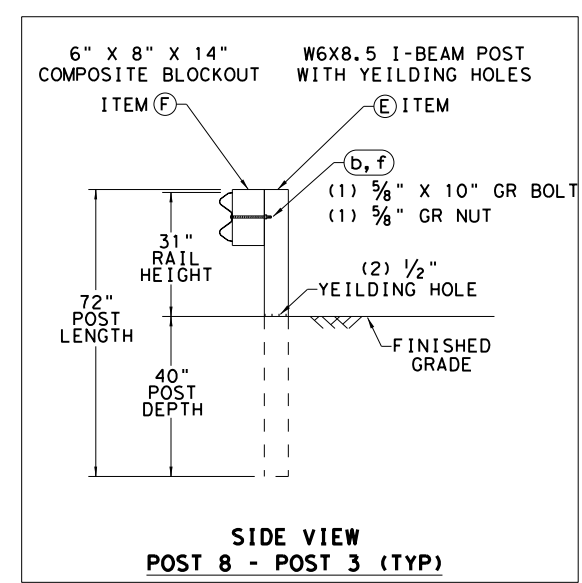 6" X 8" X 14"
COMPOSITE BLOCKOUT
ITEM F
W6X8.5 I-BEAM POST
WITH YEILDING HOLES
E ITEM
b, f
(1) 5/8" X 10" GR BOLT
(1) 5/8" GR NUT
31"
RAIL
HEIGHT
(2) 1/2"
YEILDING HOLE
72"
POST
LENGTH
FINISHED
GRADE
40"
POST
DEPTH
SIDE VIEW
POST 8 - POST 3 (TYP)